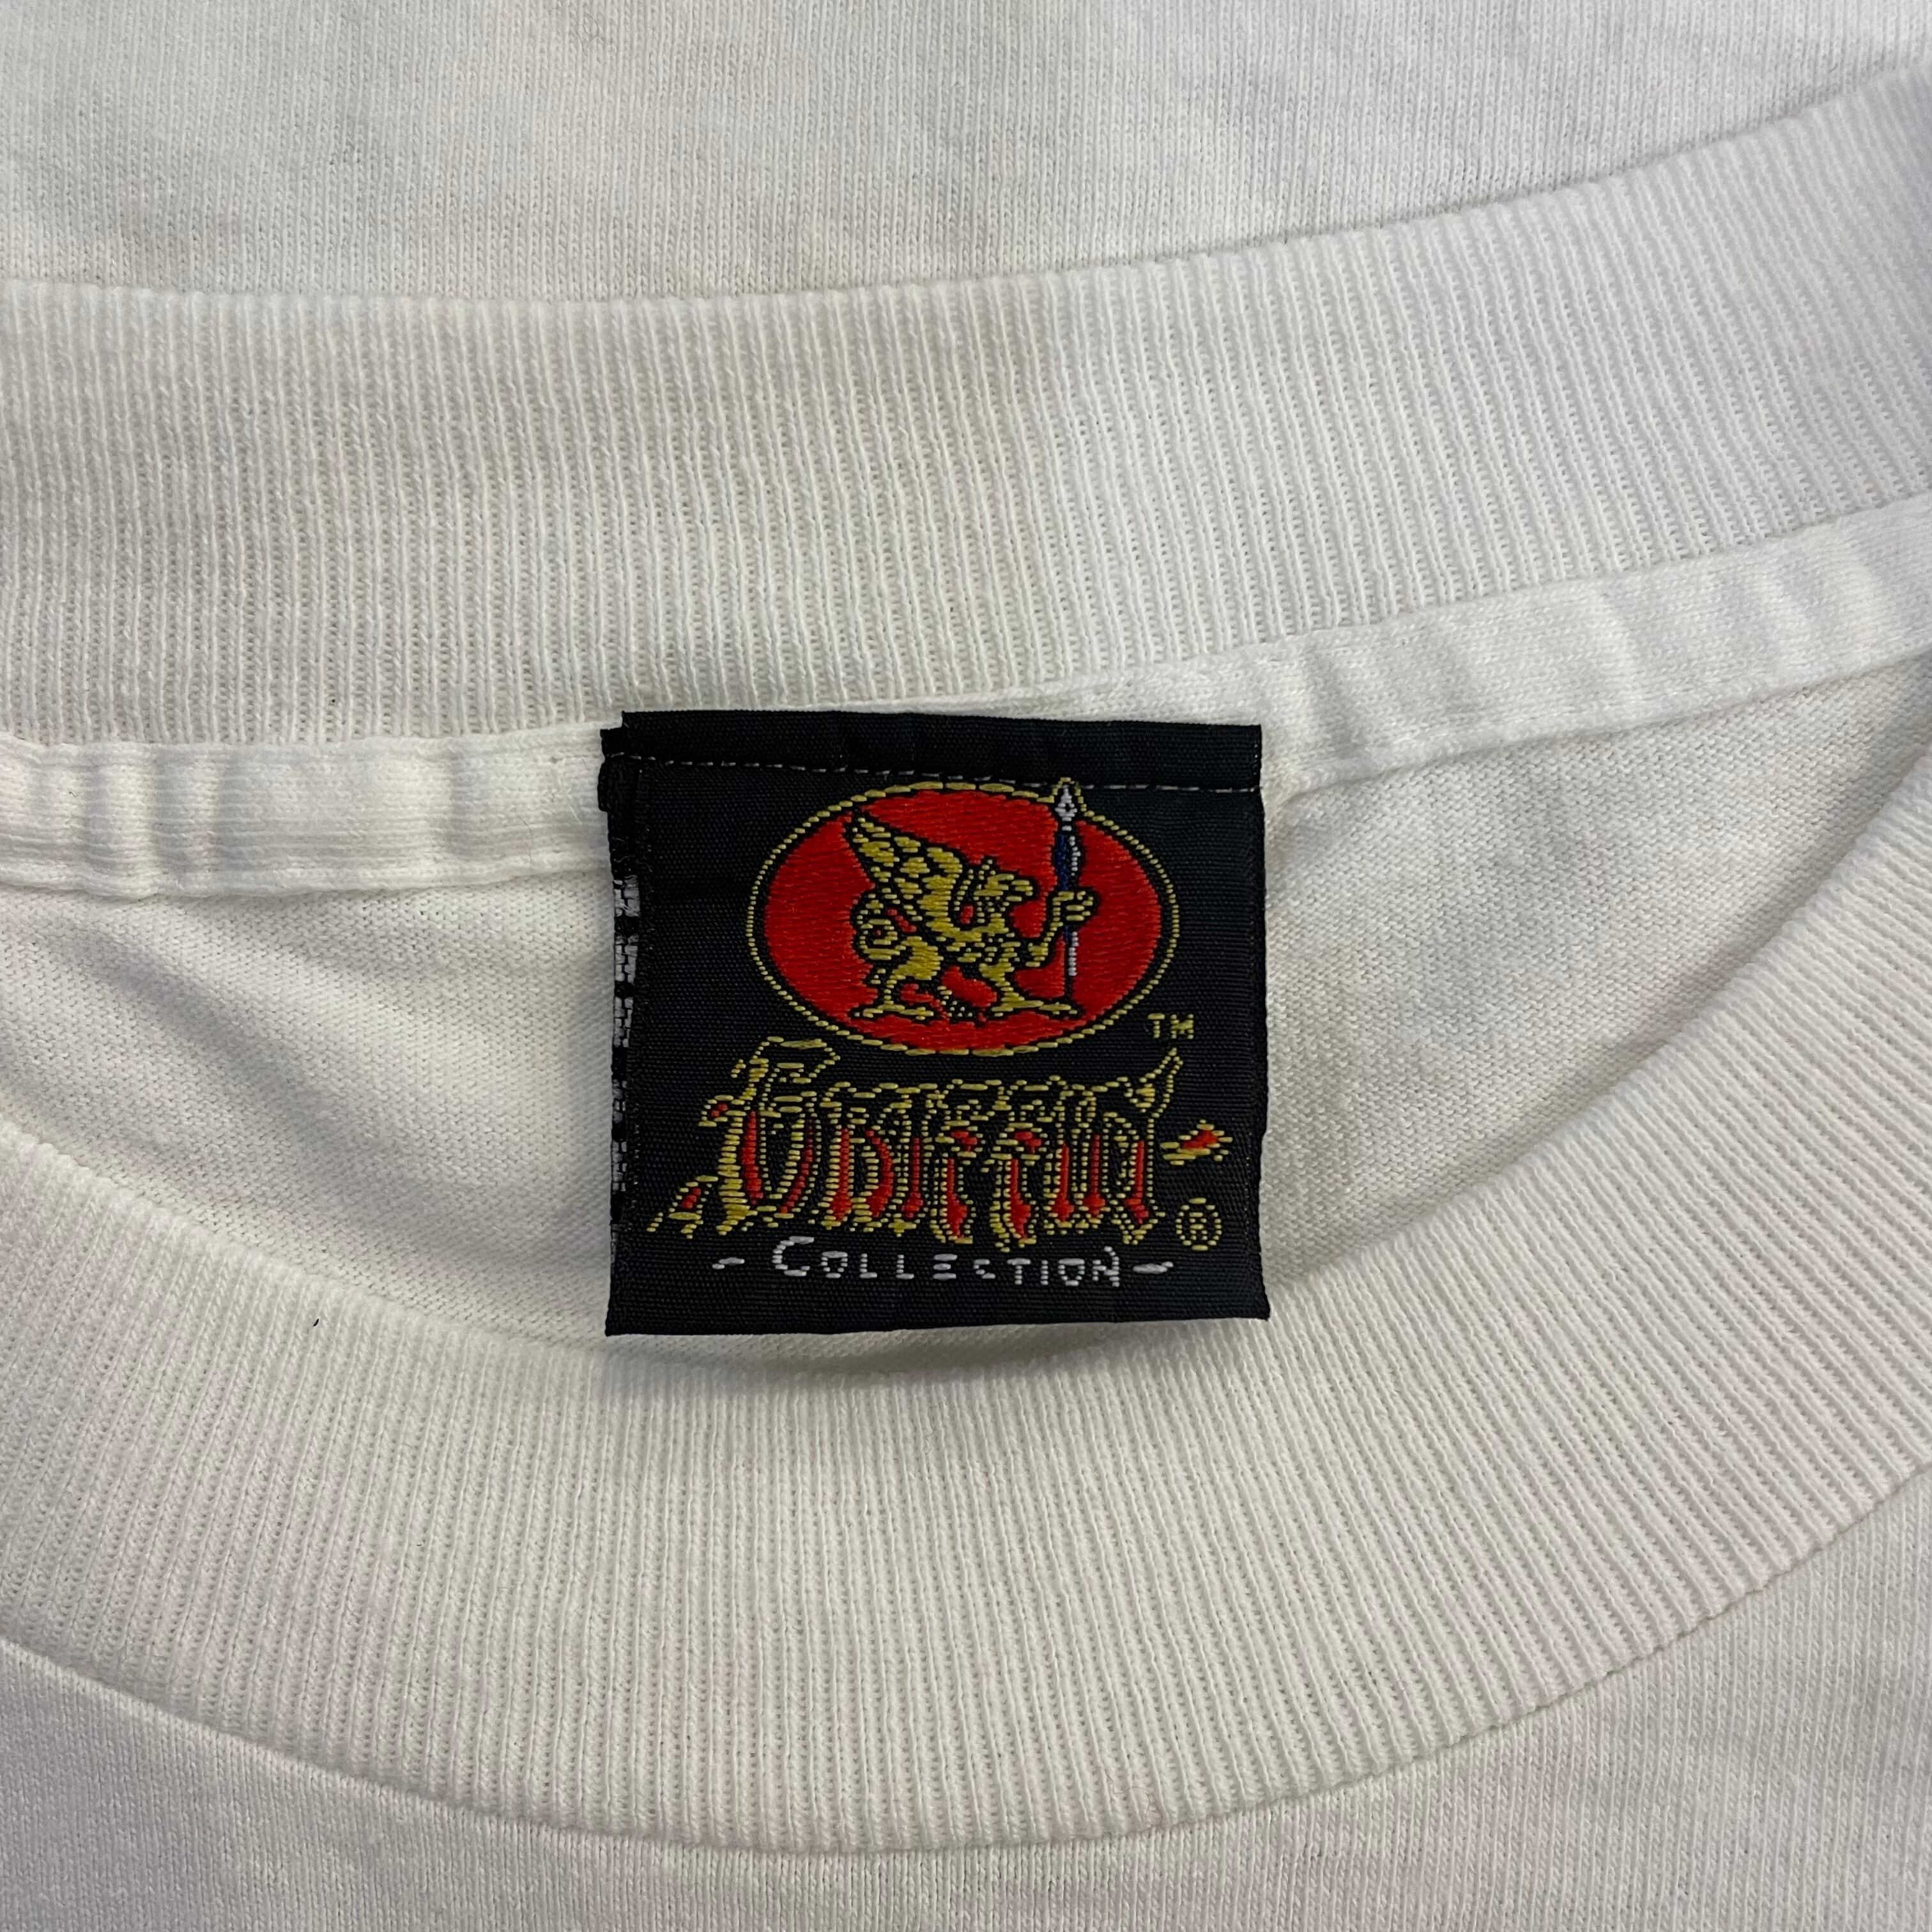 TM
Griffin
®
- COLLECTION -